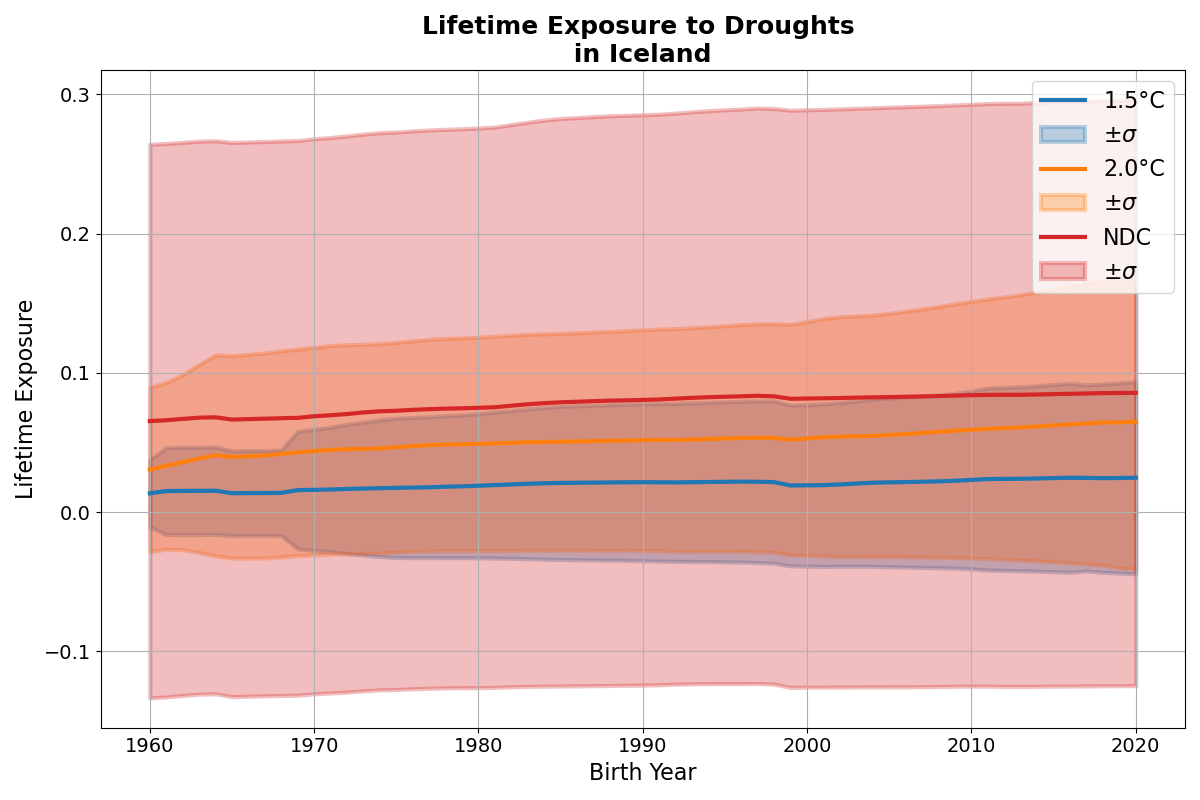 Lifetime Exposure to Droughts
in Iceland
0.3
0.2
0.1
0.0
−0.1
Lifetime Exposure
1.5°C
±σ
2.0°C
±σ
NDC
±σ
1960 1970 1980 1990 2000 2010 2020
Birth Year